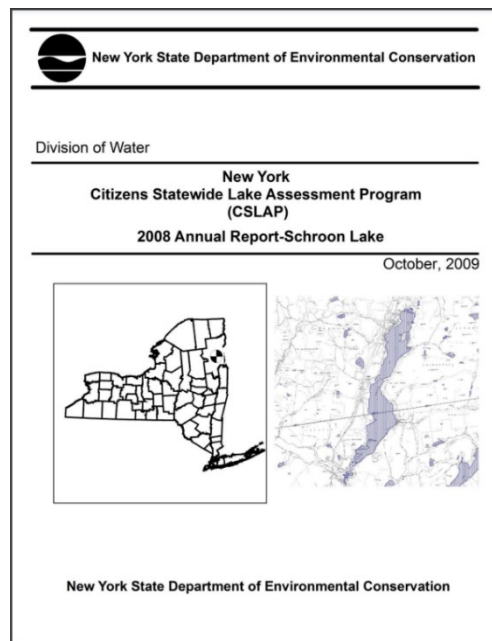 New York State Department of Environmental Conservation
Division of Water
New York
Citizens Statewide Lake Assessment Program
(CSLAP)
2008 Annual Report-Schroon Lake
October, 2009
New York State Department of Environmental Conservation